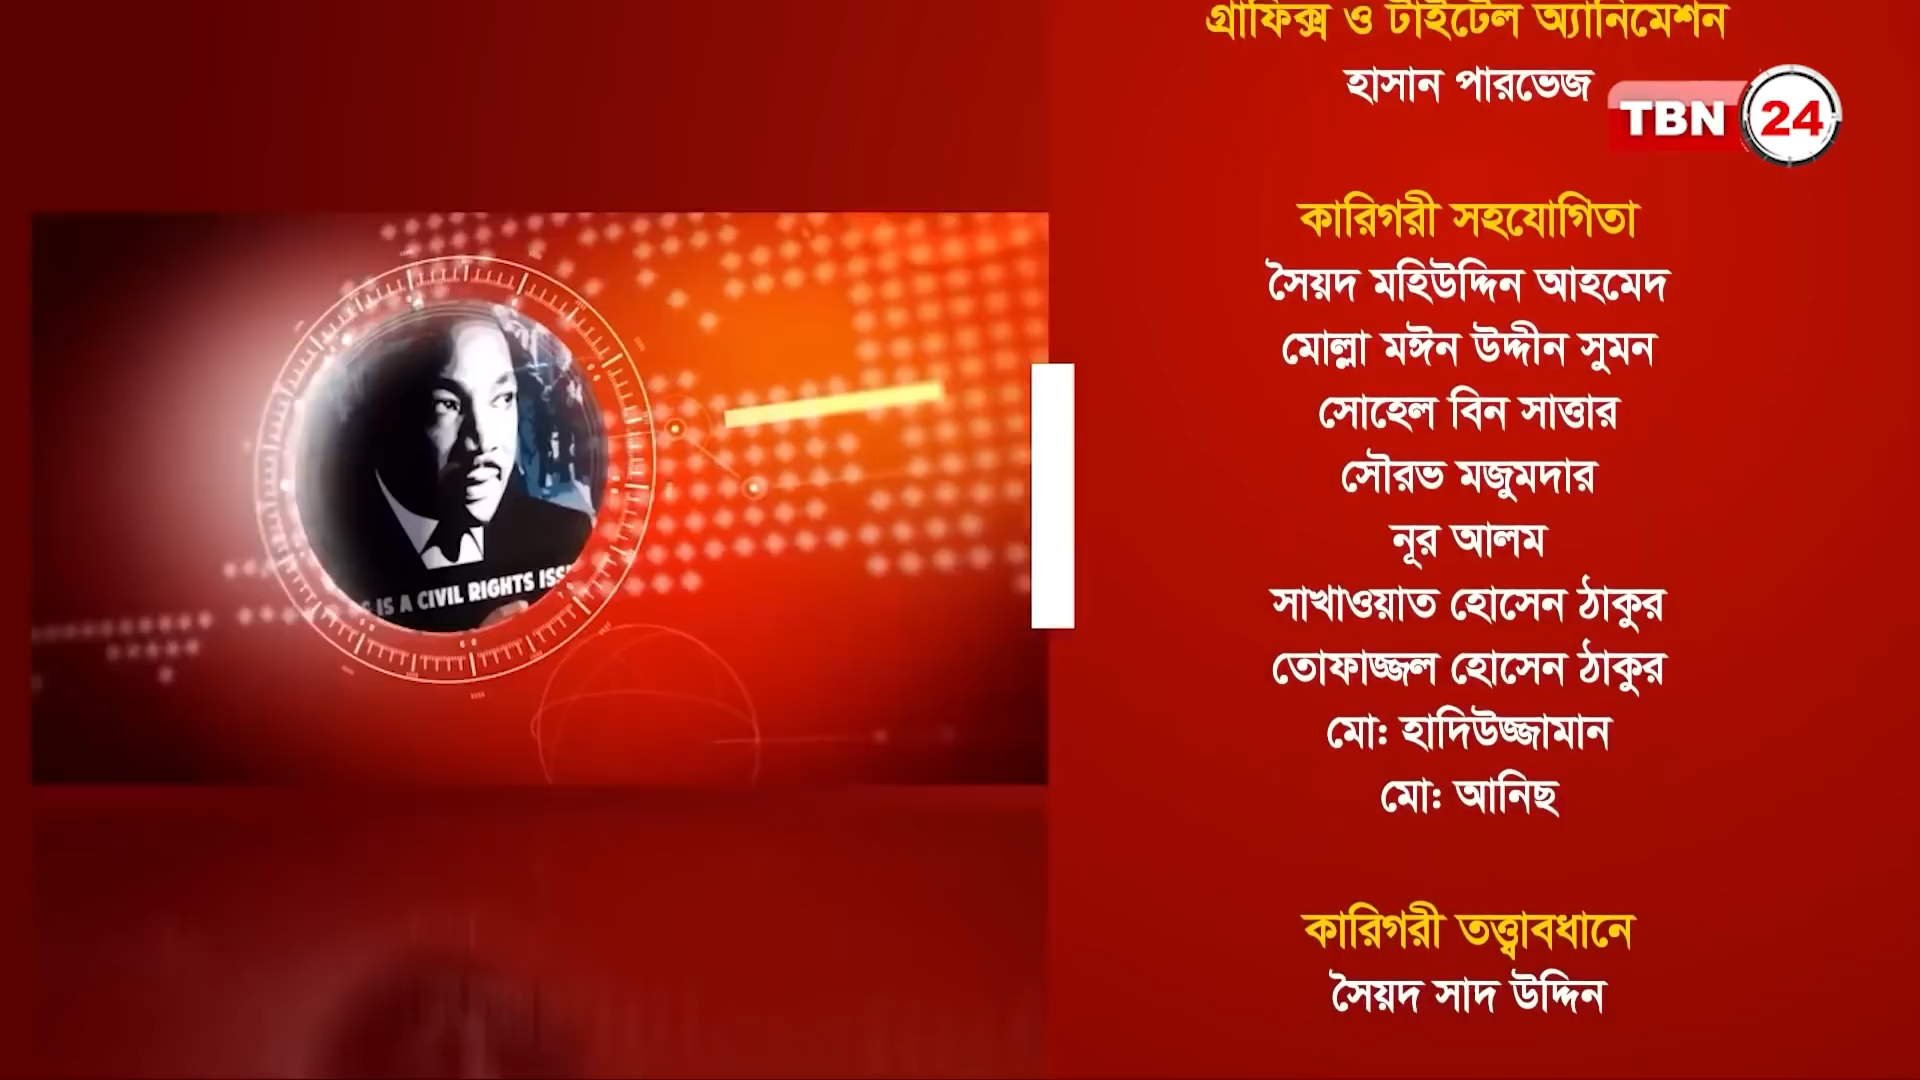 গ্রাফিক্স ও টাইটেল অ্যানিমেশন
হাসান পারভেজ
TBN 24
কারিগরী সহযোগিতা
সৈয়দ মহিউদ্দিন আহমেদ
মোল্লা মঈন উদ্দীন সুমন
সোহেল বিন সাত্তার
সৌরভ মজুমদার
নূর আলম
সাখাওয়াত হোসেন ঠাকুর
তোফাজ্জল হোসেন ঠাকুর
মো: হাদিউজ্জামান
মো: আনিছ
কারিগরী তত্ত্বাবধানে
সৈয়দ সাদ উদ্দিন
IS A CIVIL RIGHTS